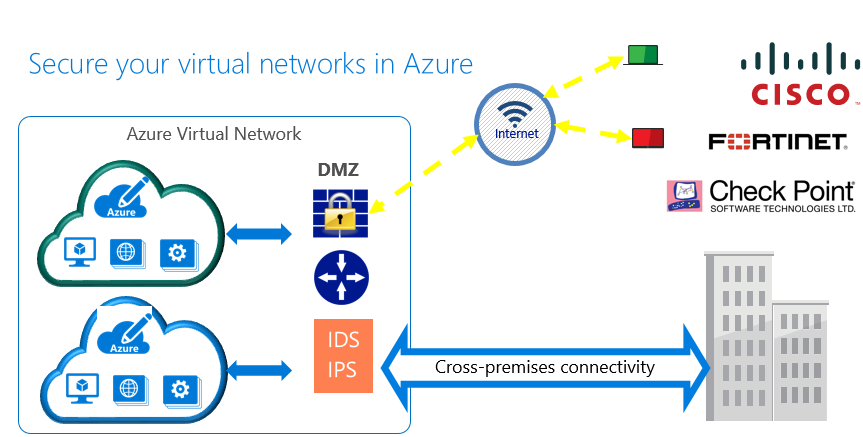 Secure your virtual networks in Azure
Azure Virtual Network
DMZ
Azure
Azure
IDS
IPS
Internet
Cross-premises connectivity
CISCO
TM
FORTINET®
Check Point®
SOFTWARE TECHNOLOGIES LTD.